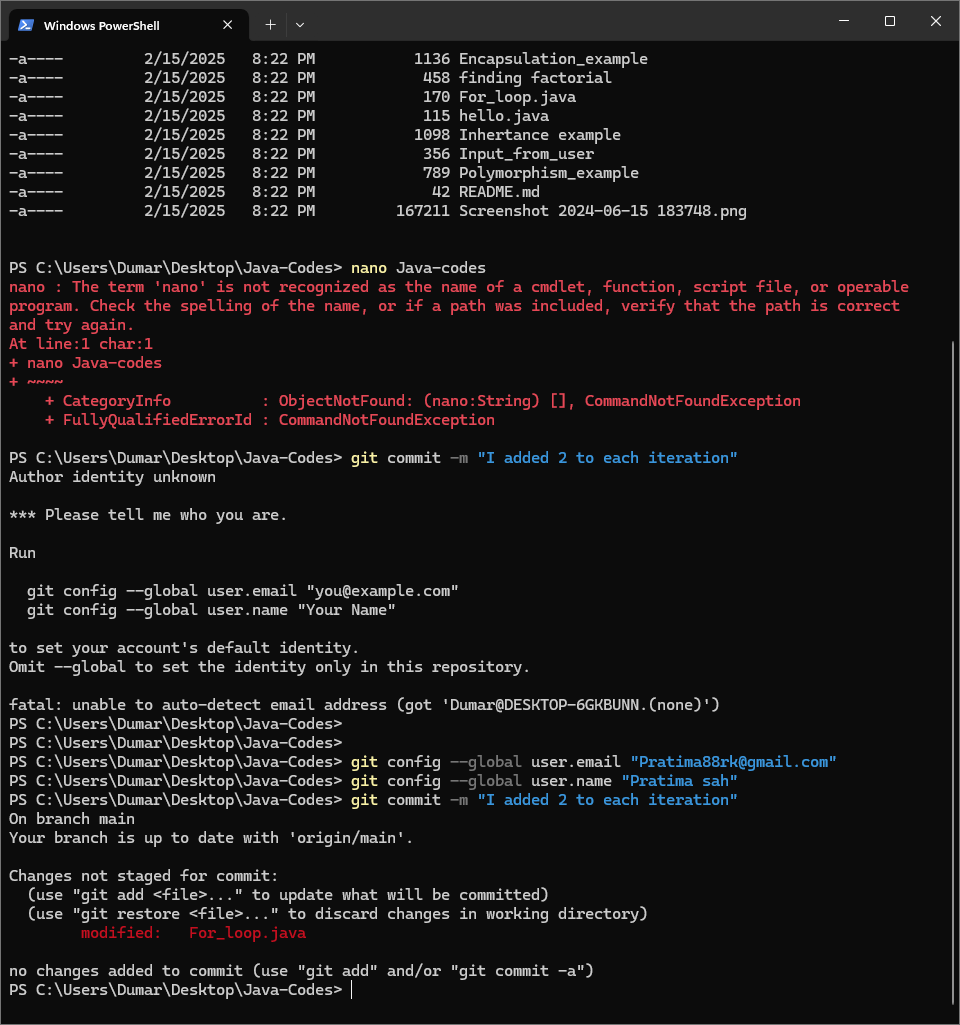 Windows PowerShell
-a---- 2/15/2025 8:22 PM 1136 Encapsulation_example
-a---- 2/15/2025 8:22 PM 458 finding factorial
-a---- 2/15/2025 8:22 PM 170 For_loop.java
-a---- 2/15/2025 8:22 PM 115 hello.java
-a---- 2/15/2025 8:22 PM 1098 Inhertance example
-a---- 2/15/2025 8:22 PM 356 Input_from_user
-a---- 2/15/2025 8:22 PM 789 Polymorphism_example
-a---- 2/15/2025 8:22 PM 42 README.md
-a---- 2/15/2025 8:22 PM 167211 Screenshot 2024-06-15 183748.png
PS C:\Users\Dumar\Desktop\Java-Codes> nano Java-codes
nano : The term 'nano' is not recognized as the name of a cmdlet, function, script file, or operable
program. Check the spelling of the name, or if a path was included, verify that the path is correct
and try again.
At line:1 char:1
+ nano Java-codes
+ ~~~~
+ CategoryInfo : ObjectNotFound: (nano:String) [], CommandNotFoundException
+ FullyQualifiedErrorId : CommandNotFoundException
PS C:\Users\Dumar\Desktop\Java-Codes> git commit -m "I added 2 to each iteration"
Author identity unknown
*** Please tell me who you are.
Run
git config --global user.email "you@example.com"
git config --global user.name "Your Name"
to set your account's default identity.
Omit --global to set the identity only in this repository.
fatal: unable to auto-detect email address (got 'Dumar@DESKTOP-6GKBUNN.(none)')
PS C:\Users\Dumar\Desktop\Java-Codes>
PS C:\Users\Dumar\Desktop\Java-Codes>
PS C:\Users\Dumar\Desktop\Java-Codes> git config --global user.email "Pratima88rk@gmail.com"
PS C:\Users\Dumar\Desktop\Java-Codes> git config --global user.name "Pratima sah"
PS C:\Users\Dumar\Desktop\Java-Codes> git commit -m "I added 2 to each iteration"
On branch main
Your branch is up to date with 'origin/main'.
Changes not staged for commit:
(use "git add <file>..." to update what will be committed)
(use "git restore <file>..." to discard changes in working directory)
modified: For_loop.java
no changes added to commit (use "git add" and/or "git commit -a")
PS C:\Users\Dumar\Desktop\Java-Codes>